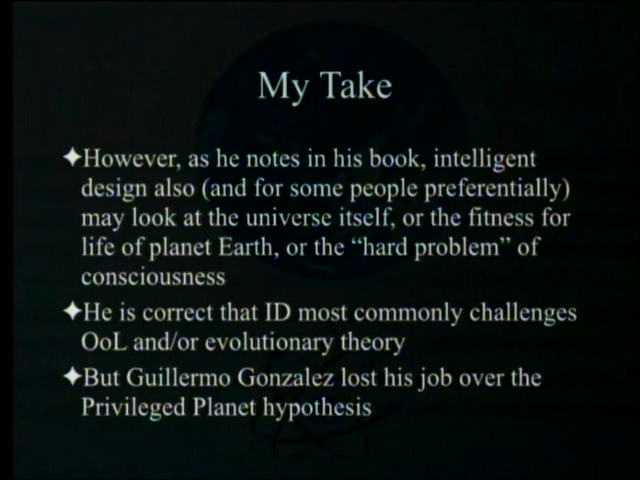 My Take
✦However, as he notes in his book, intelligent
design also (and for some people preferentially)
may look at the universe itself, or the fitness for
life of planet Earth, or the “hard problem” of
consciousness
✦He is correct that ID most commonly challenges
OoL and/or evolutionary theory
✦But Guillermo Gonzalez lost his job over the
Privileged Planet hypothesis